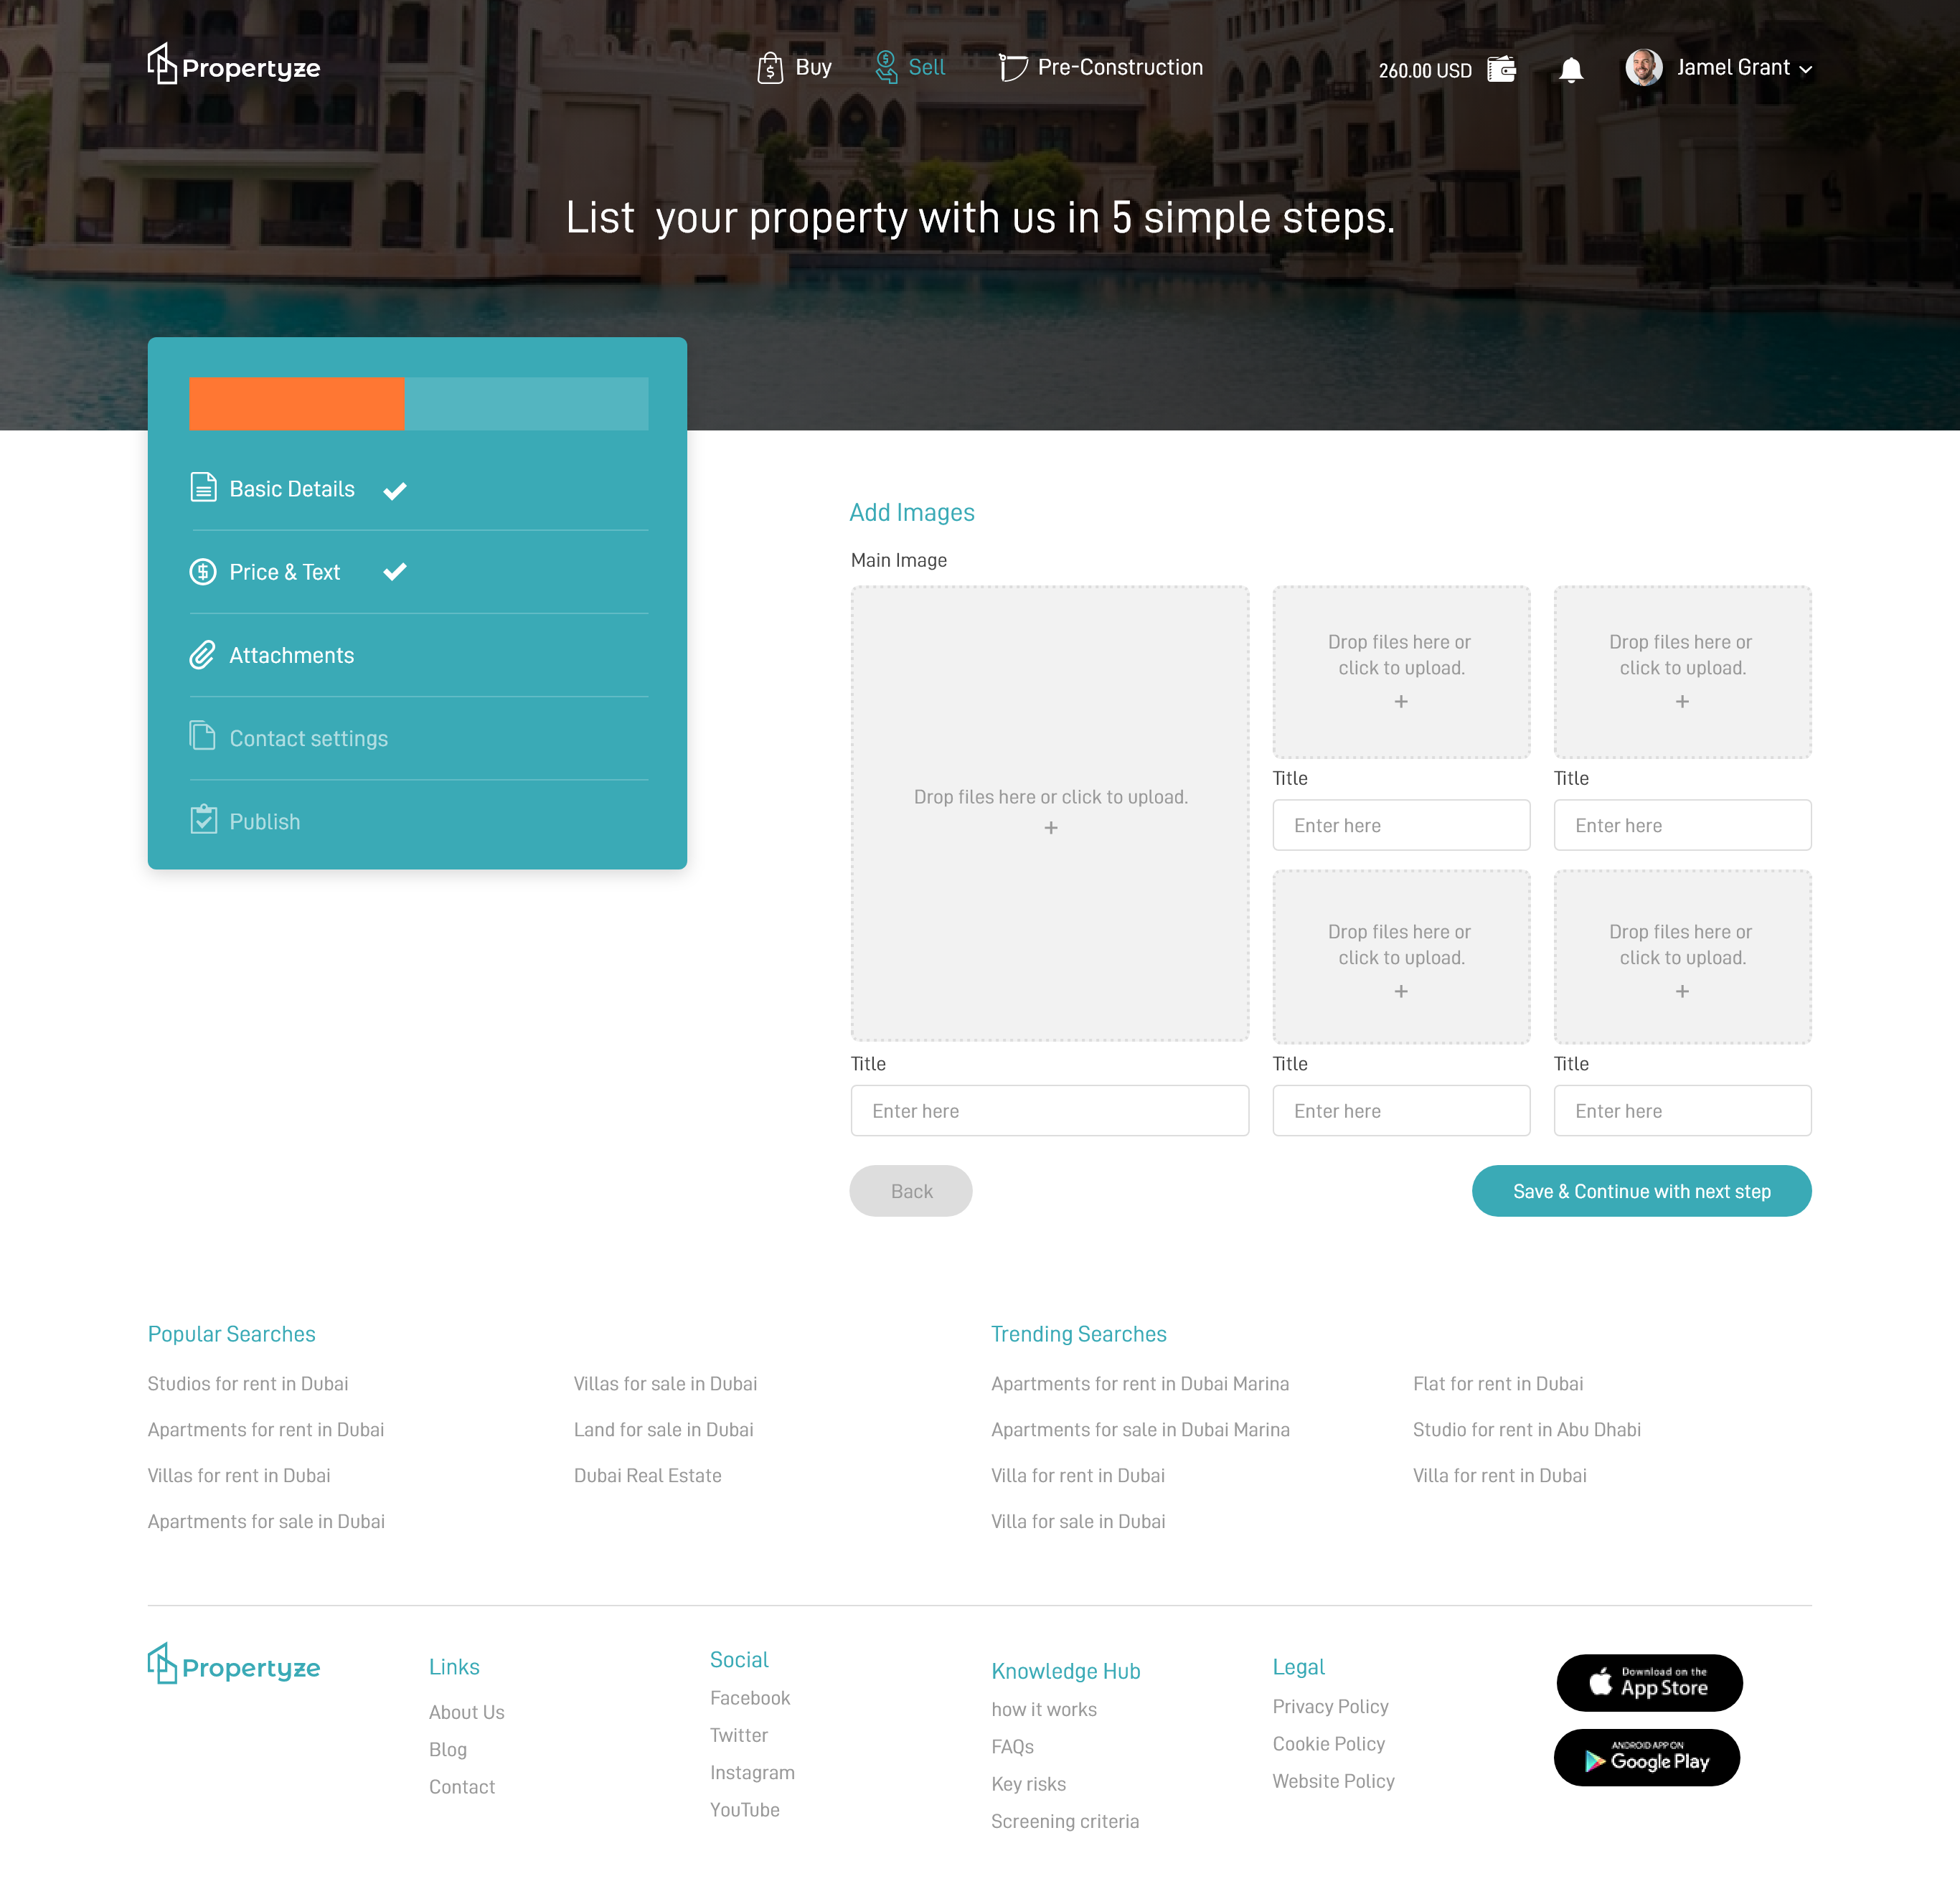 Propertyze
Buy
Sell
Pre-Construction
260.00 USD
Jamel Grant
List your property with us in 5 simple steps.
Basic Details
Price & Text
Attachments
Contact settings
Publish
Add Images
Main Image
Drop files here or click to upload.
+
Title
Enter here
Drop files here or
click to upload.
+
Title
Enter here
Drop files here or
click to upload.
+
Title
Enter here
Drop files here or
click to upload.
+
Title
Enter here
Drop files here or
click to upload.
+
Title
Enter here
Back
Save & Continue with next step
Popular Searches
Studios for rent in Dubai
Apartments for rent in Dubai
Villas for rent in Dubai
Apartments for sale in Dubai
Villas for sale in Dubai
Land for sale in Dubai
Dubai Real Estate
Trending Searches
Apartments for rent in Dubai Marina
Apartments for sale in Dubai Marina
Villa for rent in Dubai
Villa for sale in Dubai
Flat for rent in Dubai
Studio for rent in Abu Dhabi
Villa for rent in Dubai
Propertyze
Links
About Us
Blog
Contact
Social
Facebook
Twitter
Instagram
YouTube
Knowledge Hub
how it works
FAQs
Key risks
Screening criteria
Legal
Privacy Policy
Cookie Policy
Website Policy
Download on the
App Store
ANDROID APP ON
Google Play